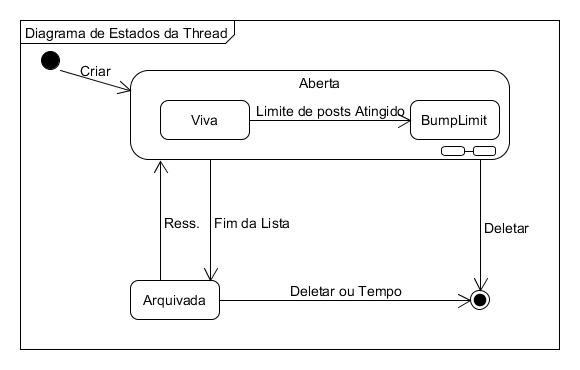 Diagrama de Estados da Thread
Criar
Aberta
Viva
Limite de posts Atingido
BumpLimit
Ress.
Fim da Lista
Deletar
Arquivada
Deletar ou Tempo